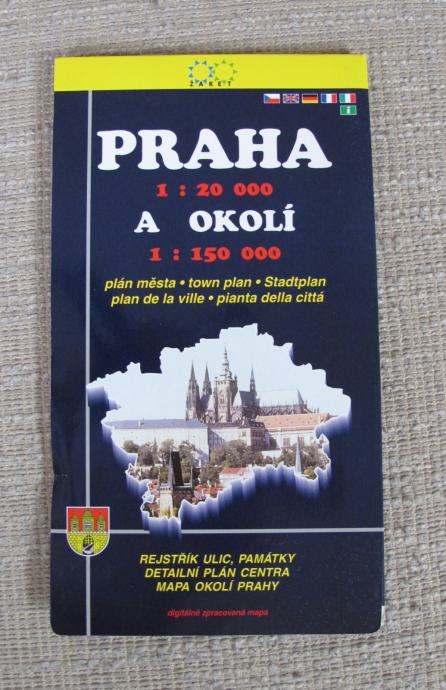 ŽAKET
i
PRAHA
1 : 20 000
A OKOLÍ
1 : 150 000
plán města • town plan • Stadtplan
plan de la ville • pianta della cittá
REJSTŘÍK ULIC, PAMÁTKY
DETAILNÍ PLÁN CENTRA
MAPA OKOLÍ PRAHY
digitálně zpracovaná mapa